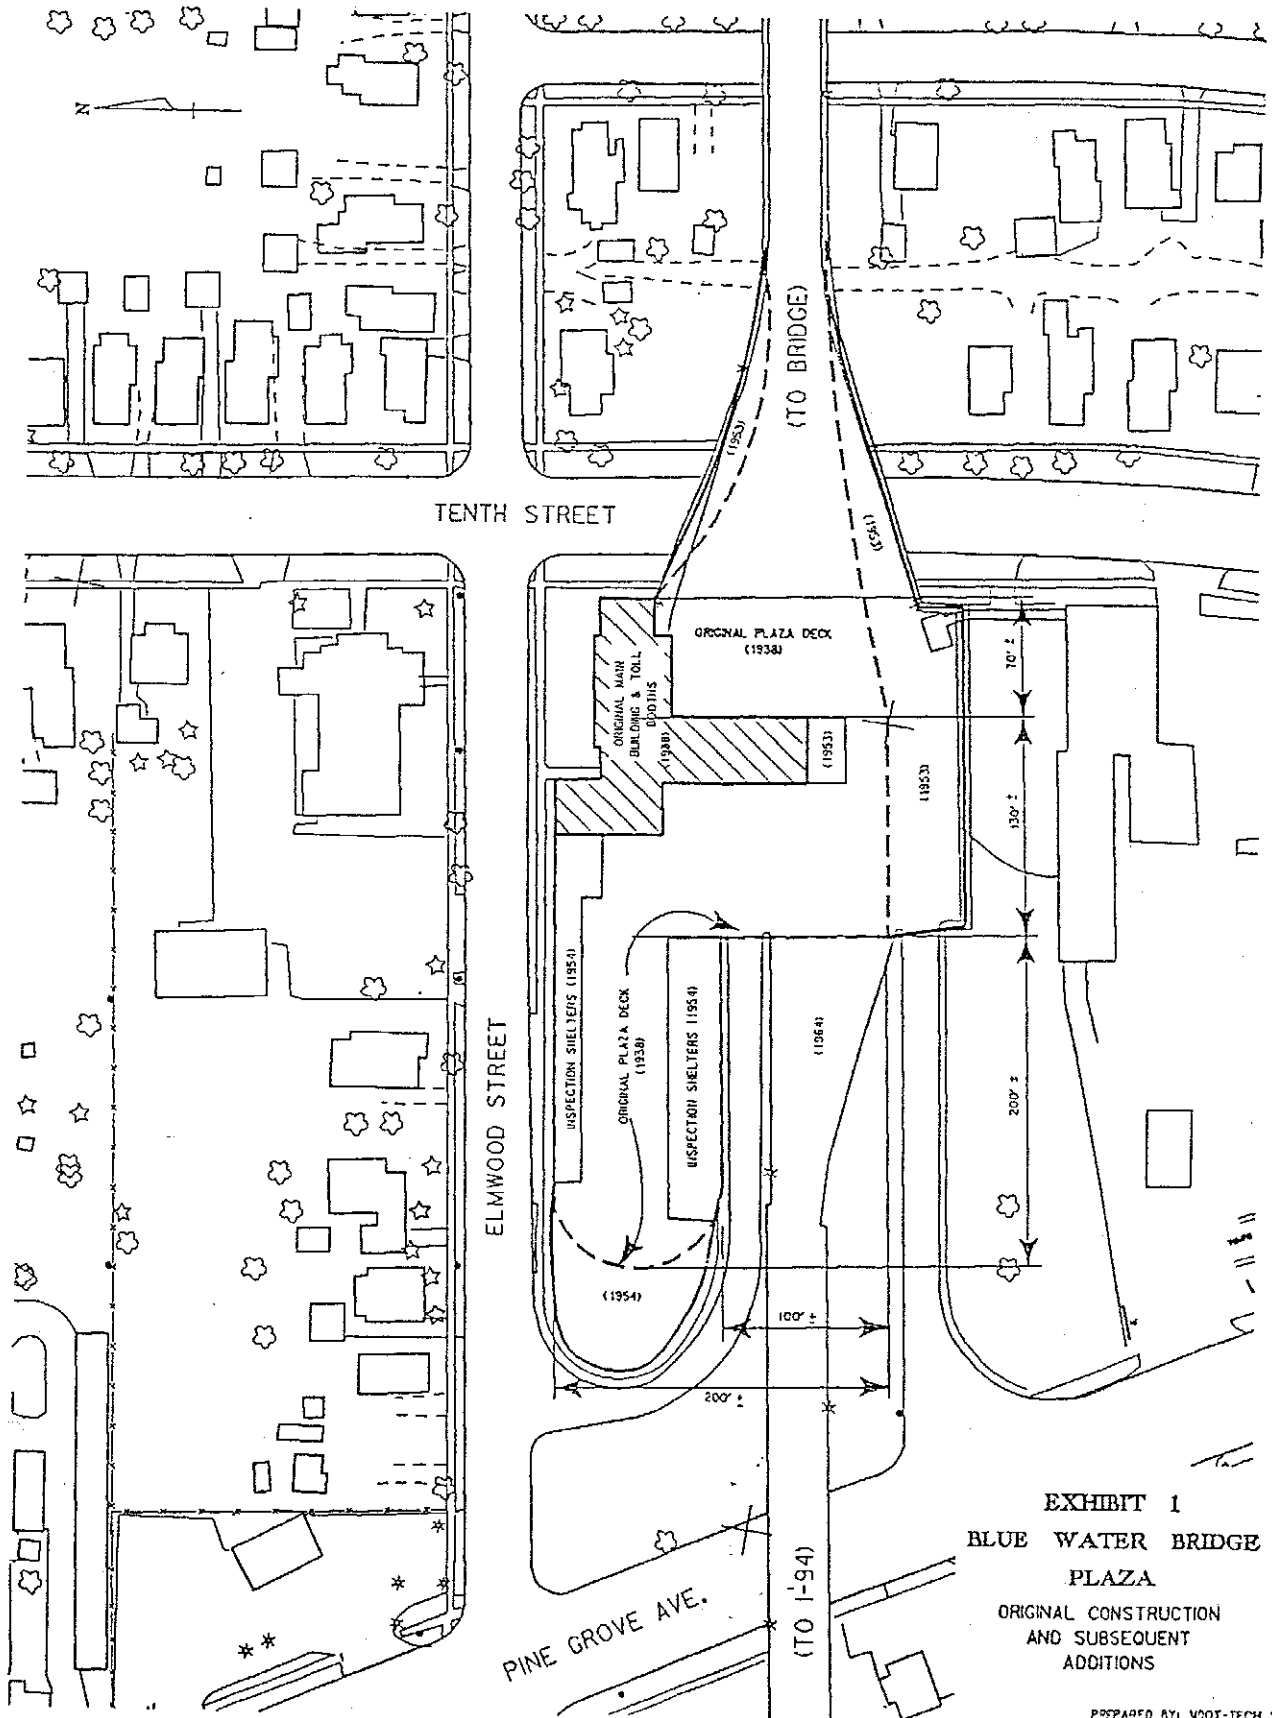 N
(TO BRIDGE)
(1953)
(1953)
TENTH STREET
ORIGINAL PLAZA DECK
(1938)
70' ±
ORIGINAL MAIN
BUILDING & TOLL
BOOTHS
(1938)
(1953)
(1953)
130' ±
INSPECTION SHELTERS (1954)
ORIGINAL PLAZA DECK
(1938)
INSPECTION SHELTERS (1954)
(1964)
200' ±
ELMWOOD STREET
(1954)
100' ±
200' ±
PINE GROVE AVE.
(TO I-94)
EXHIBIT 1
BLUE WATER BRIDGE
PLAZA
ORIGINAL CONSTRUCTION
AND SUBSEQUENT
ADDITIONS
PREPARED BY: